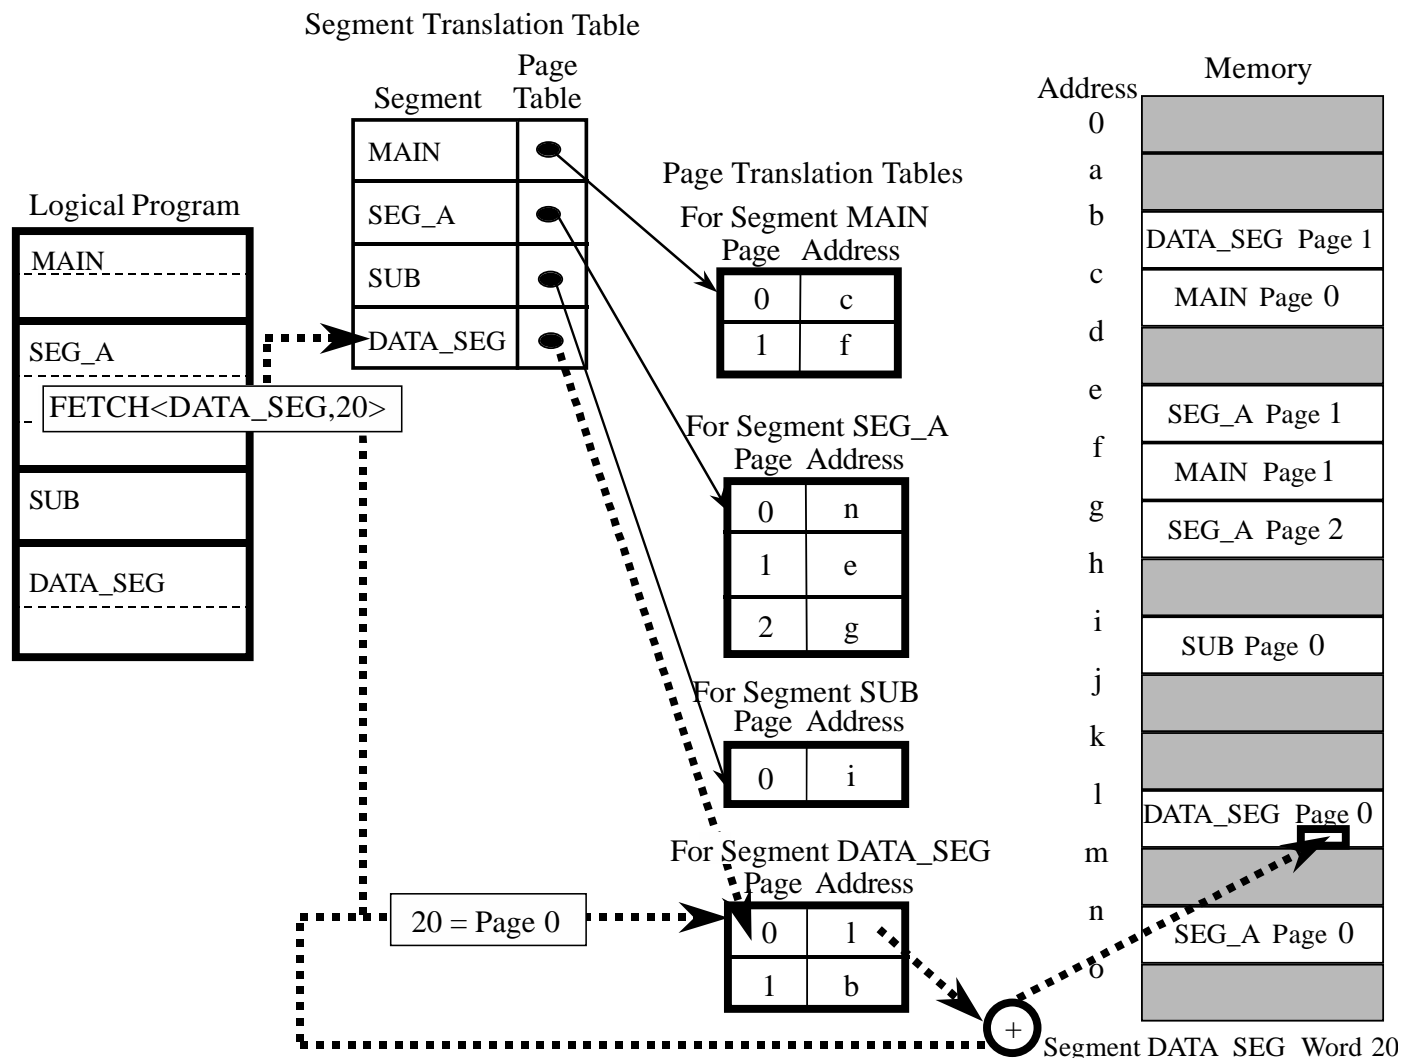 Segment Translation Table
Page
Segment Table
MAIN
SEG_A
SUB
DATA_SEG
Logical Program
MAIN
SEG_A
FETCH<DATA_SEG,20>
SUB
DATA_SEG
20 = Page 0
Page Translation Tables
For Segment MAIN
Page Address
0 c
1 f
For Segment SEG_A
Page Address
0 n
1 e
2 g
For Segment SUB
Page Address
0 i
For Segment DATA_SEG
Page Address
0 l
1 b
+
Memory
Address
0
a
b
DATA_SEG Page 1
c
MAIN Page 0
d
e
SEG_A Page 1
f
MAIN Page 1
g
SEG_A Page 2
h
i
SUB Page 0
j
k
l
DATA_SEG Page 0
m
n
SEG_A Page 0
o
Segment DATA_SEG Word 20